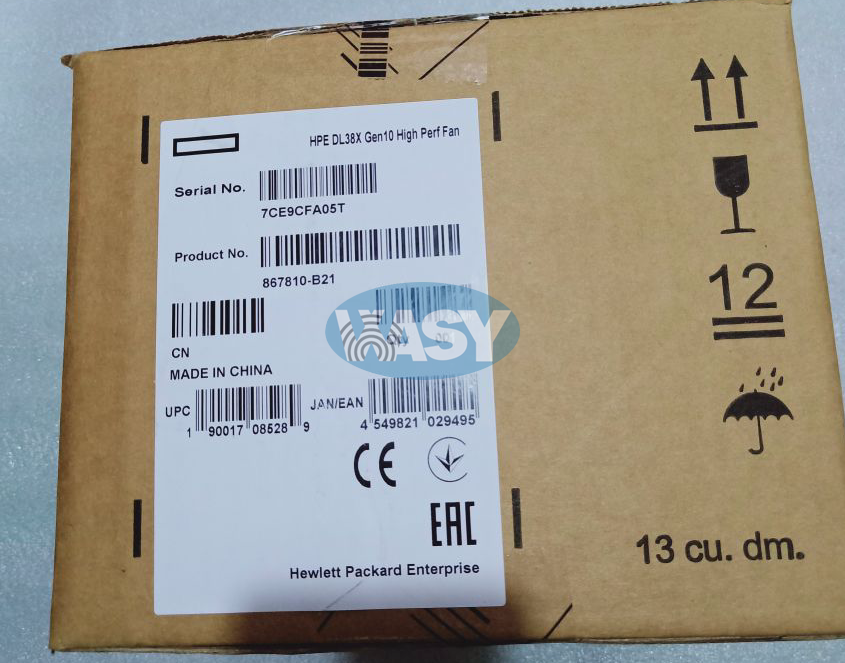 HPE DL38X Gen10 High Perf Fan
Serial No.
7CE9CFA05T
Product No.
867810-B21
WASY
CN
MADE IN CHINA
UPC
1 90017 08528 9
JAN/EAN
4 549821 029495
CE
EAC
Hewlett Packard Enterprise
12
13 cu. dm.